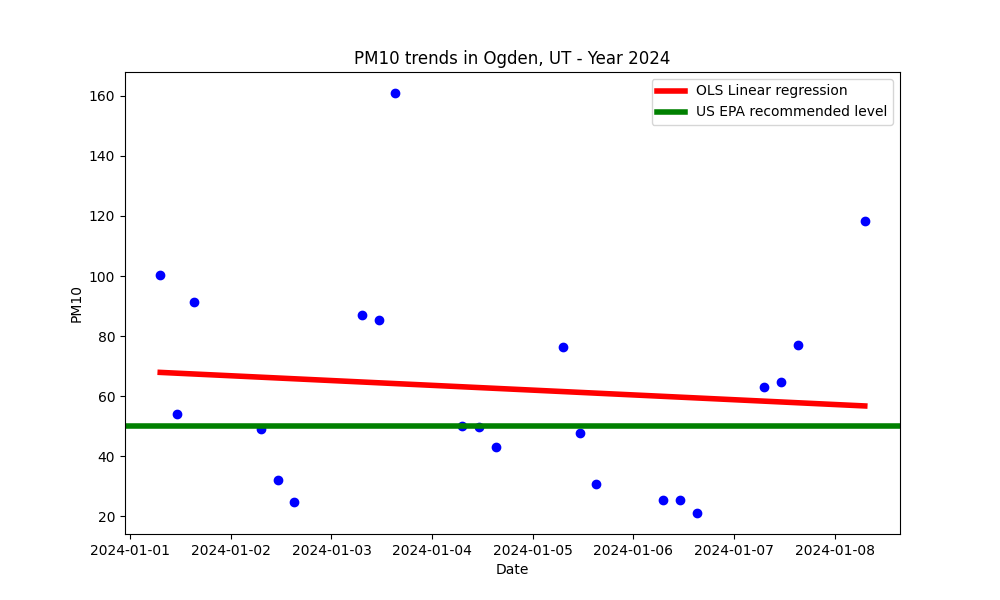 PM10 trends in Ogden, UT - Year 2024
OLS Linear regression
US EPA recommended level
160
140
120
100
80
60
40
20
PM10
2024-01-01 2024-01-02 2024-01-03 2024-01-04 2024-01-05 2024-01-06 2024-01-07 2024-01-08
Date